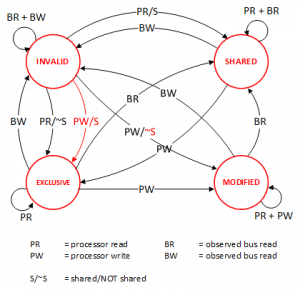 BR + BW
PR + BR
PR/S
BW
INVALID
SHARED
BR
BW
BW
PR/~S
PW/S
PW/~S
PW
BR
EXCLUSIVE
PW
MODIFIED
PR
PR + PW
PR = processor read BR = observed bus read
PW = processor write BW = observed bus read
S/~S = shared/NOT shared